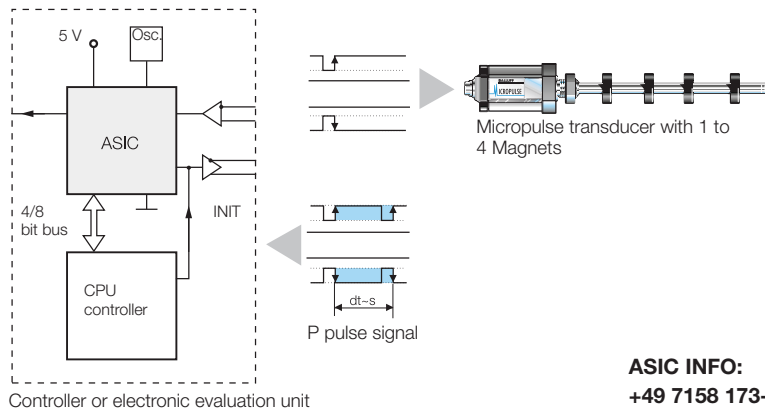 5 V
Osc.
ASIC
4/8
bit bus
INIT
CPU
controller
Controller or electronic evaluation unit
dt~s
P pulse signal
BALLUFF
MICROPULSE
Micropulse transducer with 1 to
4 Magnets
ASIC INFO:
+49 7158 173-